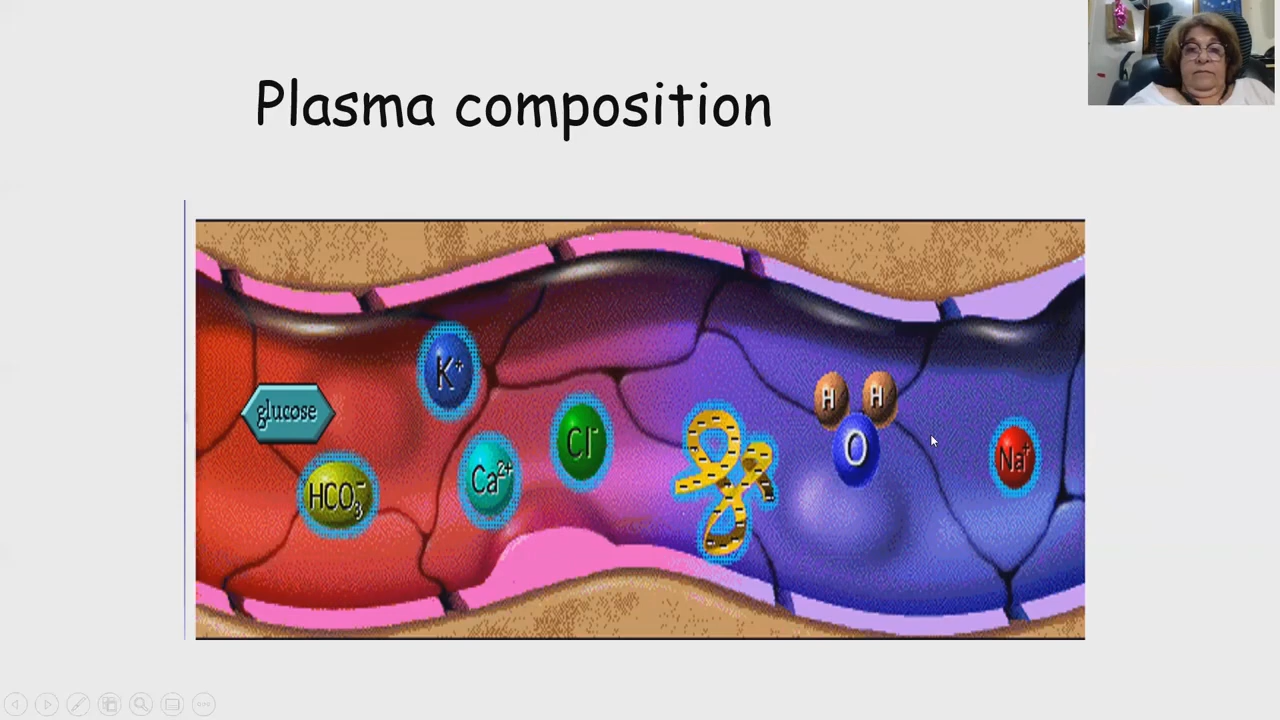 Plasma composition
K⁺
glucose
Cl⁻
H H
O
Na⁺
Ca²⁺
HCO₃⁻